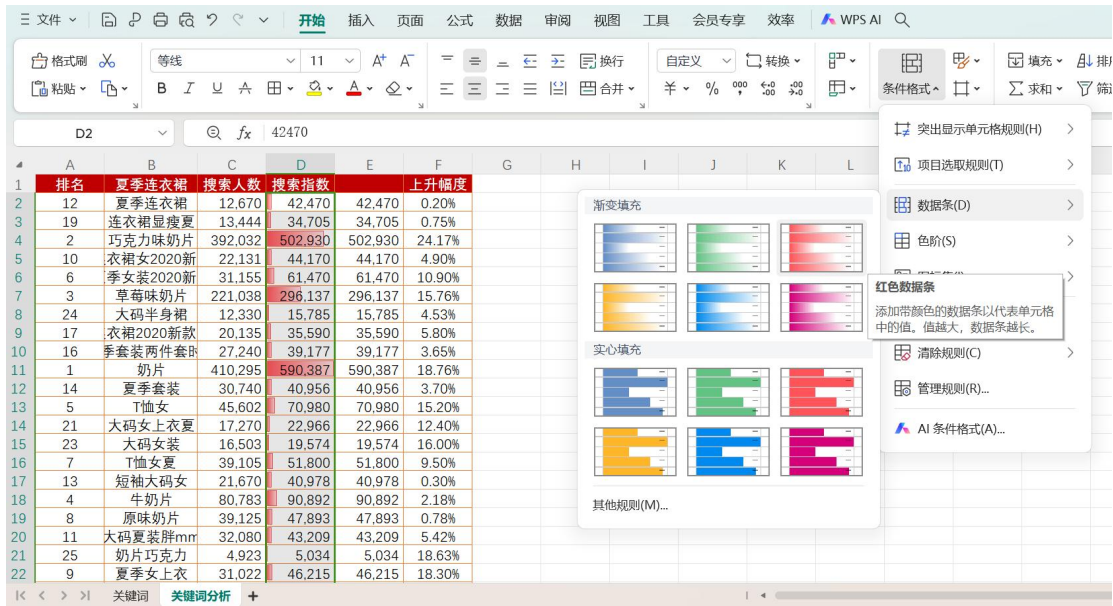 三 文件 开始 插入 页面 公式 数据 审阅 视图 工具 会员专享 效率 WPS AI
格式刷 等线 11 A+ A- 换行 自定义 转换 填充
粘贴 B I U A A 合并 ¥ % 条件格式 求和
D2 fx 42470
突出显示单元格规则(H)
项目选取规则(T)
数据条(D)
色阶(S)
清除规则(C)
管理规则(R)...
AI 条件格式(A)...
渐变填充
实心填充
其他规则(M)...
红色数据条
添加带颜色的数据条以代表单元格
中的值。值越大，数据条越长。
A B C D E F G H I J K L
1 排名 夏季连衣裙 搜索人数 搜索指数 上升幅度
2 12 夏季连衣裙 12,670 42,470 42,470 0.20%
3 19 连衣裙显瘦夏 13,444 34,705 34,705 0.75%
4 2 巧克力味奶片 392,032 502,930 502,930 24.17%
5 10 衣裙女2020新 22,131 44,170 44,170 4.90%
6 6 季女装2020新 31,155 61,470 61,470 10.90%
7 3 草莓味奶片 221,038 296,137 296,137 15.76%
8 24 大码半身裙 12,330 15,785 15,785 4.53%
9 17 衣裙2020新款 20,135 35,590 35,590 5.80%
10 16 季套装两件套时 27,240 39,177 39,177 3.65%
11 1 奶片 410,295 590,387 590,387 18.76%
12 14 夏季套装 30,740 40,956 40,956 3.70%
13 5 T恤女 45,602 70,980 70,980 15.20%
14 21 大码女上衣夏 17,270 22,966 22,966 12.40%
15 23 大码女装 16,503 19,574 19,574 16.00%
16 7 T恤女夏 39,105 51,800 51,800 9.50%
17 13 短袖大码女 21,670 40,978 40,978 0.30%
18 4 牛奶片 80,783 90,892 90,892 2.18%
19 8 原味奶片 39,125 47,893 47,893 0.78%
20 11 大码夏装胖mm 32,080 43,209 43,209 5.42%
21 25 奶片巧克力 4,923 5,034 5,034 18.63%
22 9 夏季女上衣 31,022 46,215 46,215 18.30%
关键词 关键词分析 +